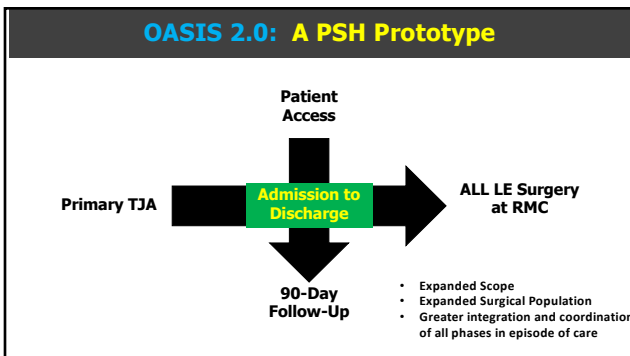 OASIS 2.0: A PSH Prototype
Patient
Access
Primary TJA
Admission to
Discharge
ALL LE Surgery
at RMC
90-Day
Follow-Up
• Expanded Scope
• Expanded Surgical Population
• Greater integration and coordination
of all phases in episode of care